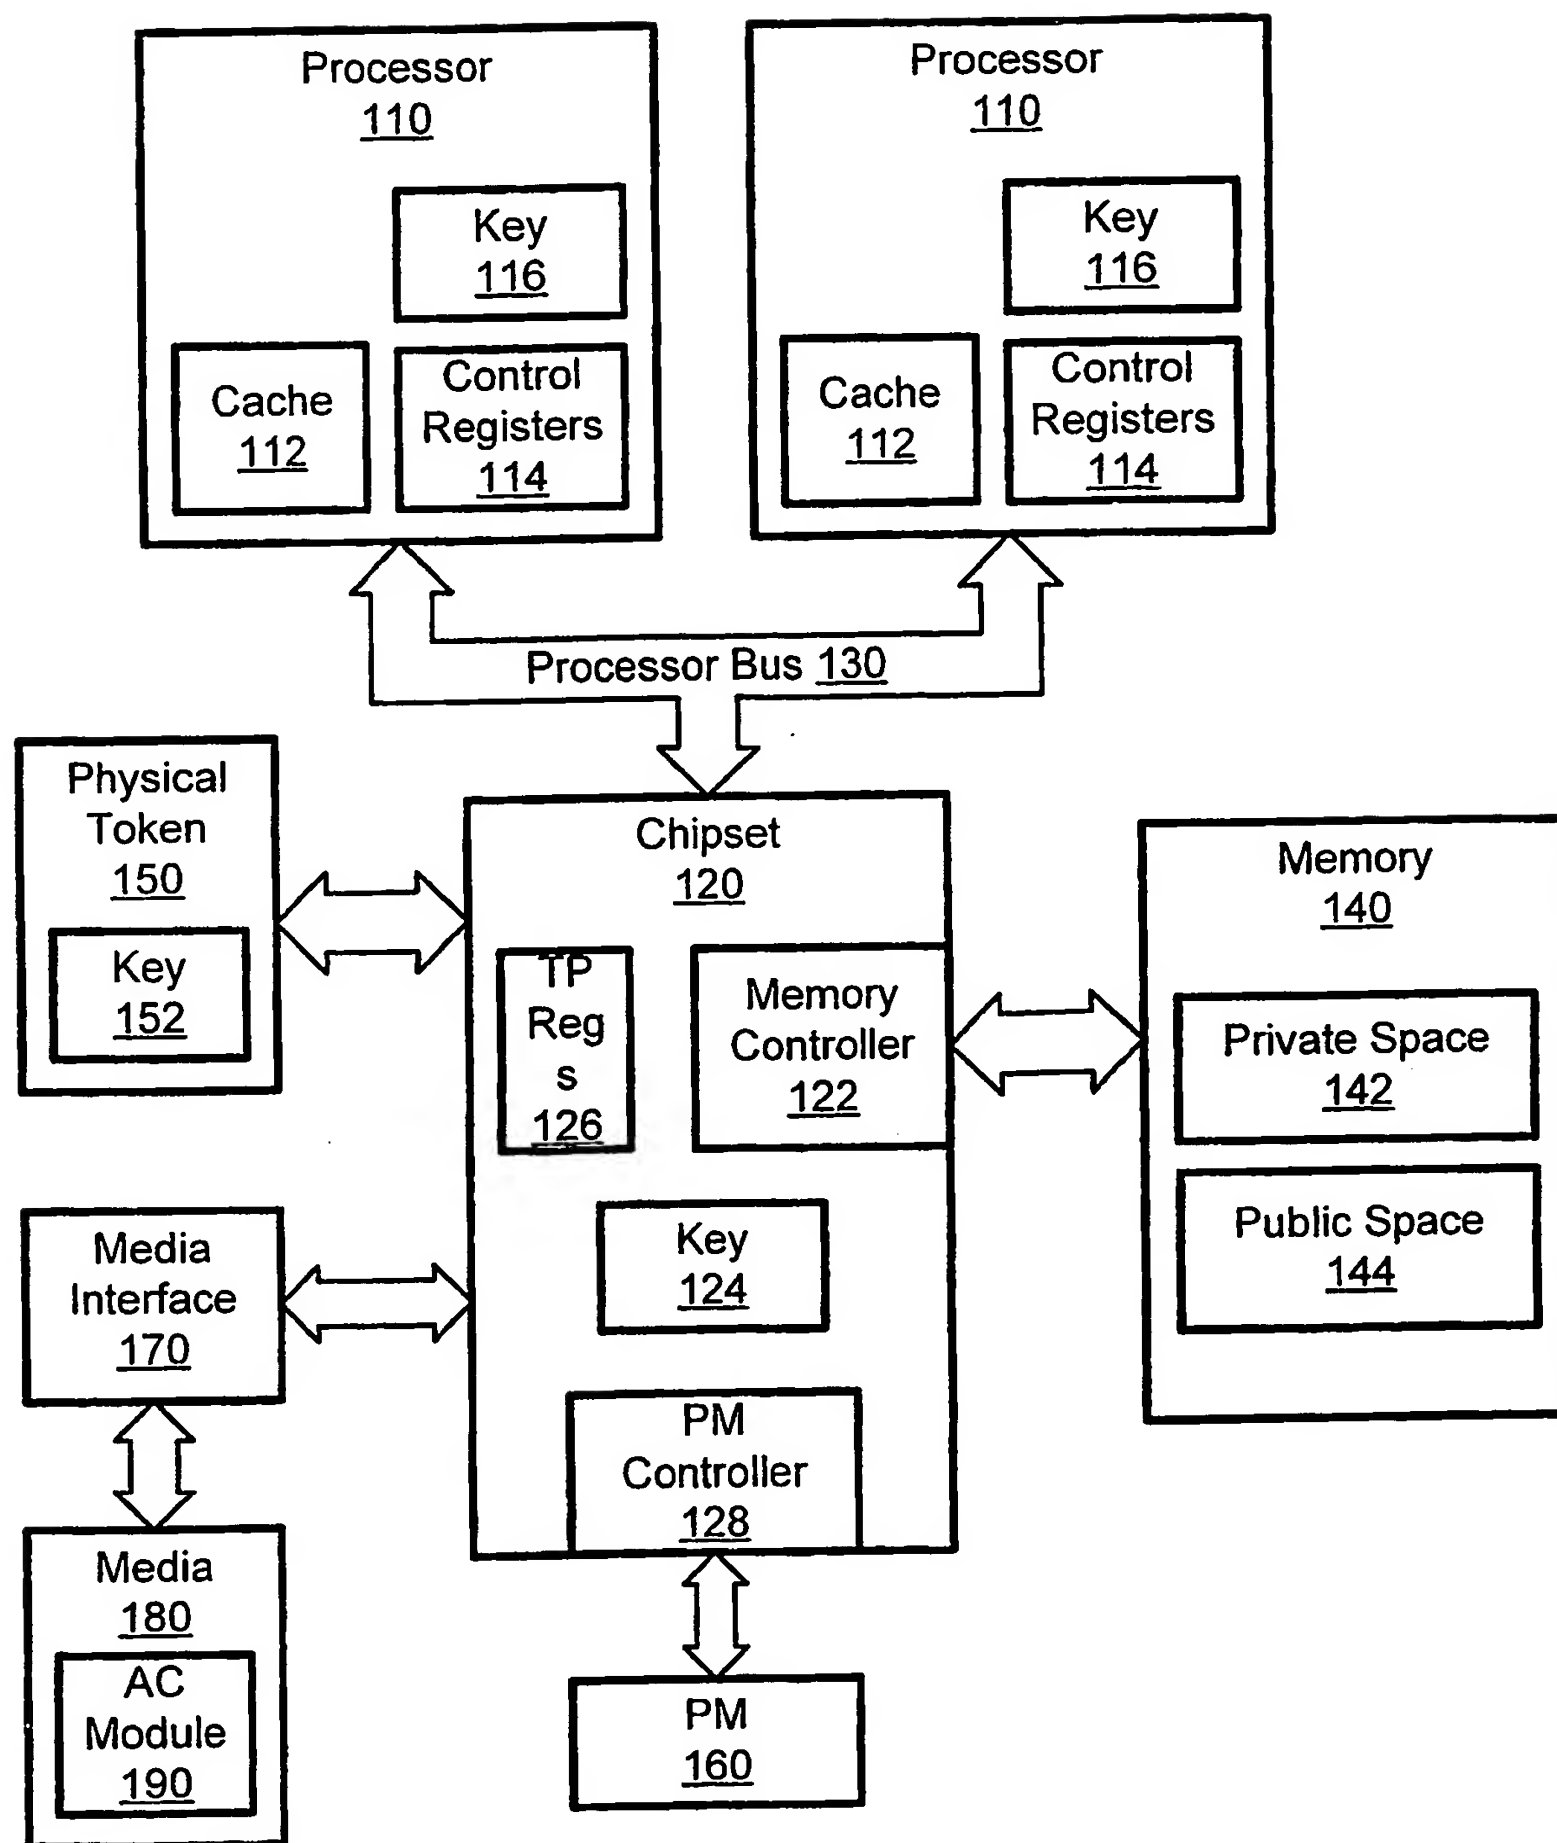 Processor
110
Key
116
Cache
112
Control
Registers
114
Processor
110
Key
116
Cache
112
Control
Registers
114
Processor Bus 130
Physical
Token
150
Key
152
Chipset
120
TP
Reg
s
126
Memory
Controller
122
Key
124
PM
Controller
128
Memory
140
Private Space
142
Public Space
144
Media
Interface
170
Media
180
AC
Module
190
PM
160